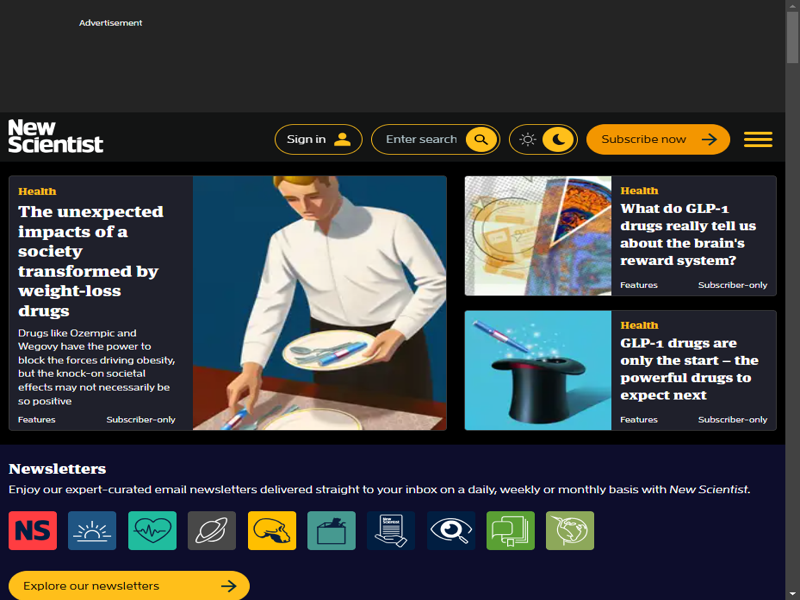 Advertisement
New
Scientist
Sign in
Enter search
Subscribe now
Health
The unexpected
impacts of a
society
transformed by
weight-loss
drugs
Drugs like Ozempic and
Wegovy have the power to
block the forces driving obesity,
but the knock-on societal
effects may not necessarily be
so positive
Features
Subscriber-only
Health
What do GLP-1
drugs really tell us
about the brain's
reward system?
Features
Subscriber-only
Health
GLP-1 drugs are
only the start – the
powerful drugs to
expect next
Features
Subscriber-only
Newsletters
Enjoy our expert-curated email newsletters delivered straight to your inbox on a daily, weekly or monthly basis with New Scientist.
NS
Explore our newsletters